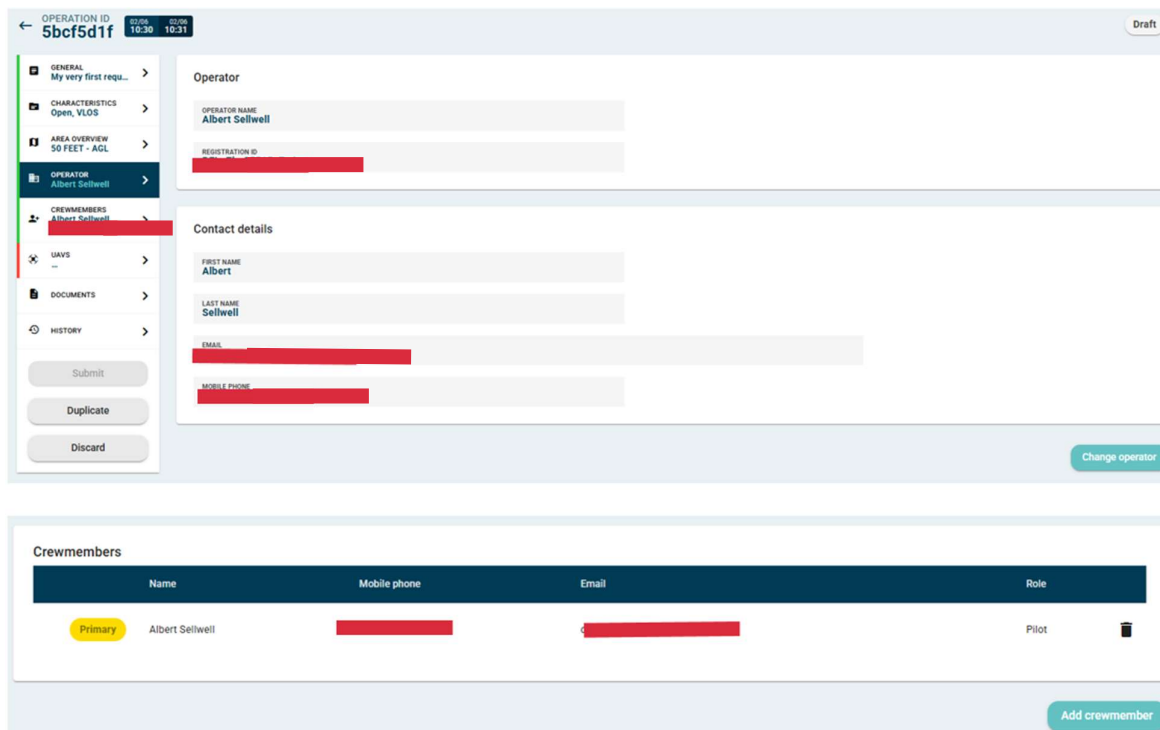 OPERATION ID
5bcf5d1f
02/06 02/06
10:30 10:31
Draft
GENERAL
My very first requ...
CHARACTERISTICS
Open, VLOS
AREA OVERVIEW
50 FEET - AGL
OPERATOR
Albert Sellwell
CREWMEMBERS
Albert Sellwell
UAVS
--
DOCUMENTS
HISTORY
Submit
Duplicate
Discard
Operator
OPERATOR NAME
Albert Sellwell
REGISTRATION ID
Contact details
FIRST NAME
Albert
LAST NAME
Sellwell
EMAIL
MOBILE PHONE
Change operator
Crewmembers
Name Mobile phone Email Role
Primary Albert Sellwell Pilot
Add crewmember